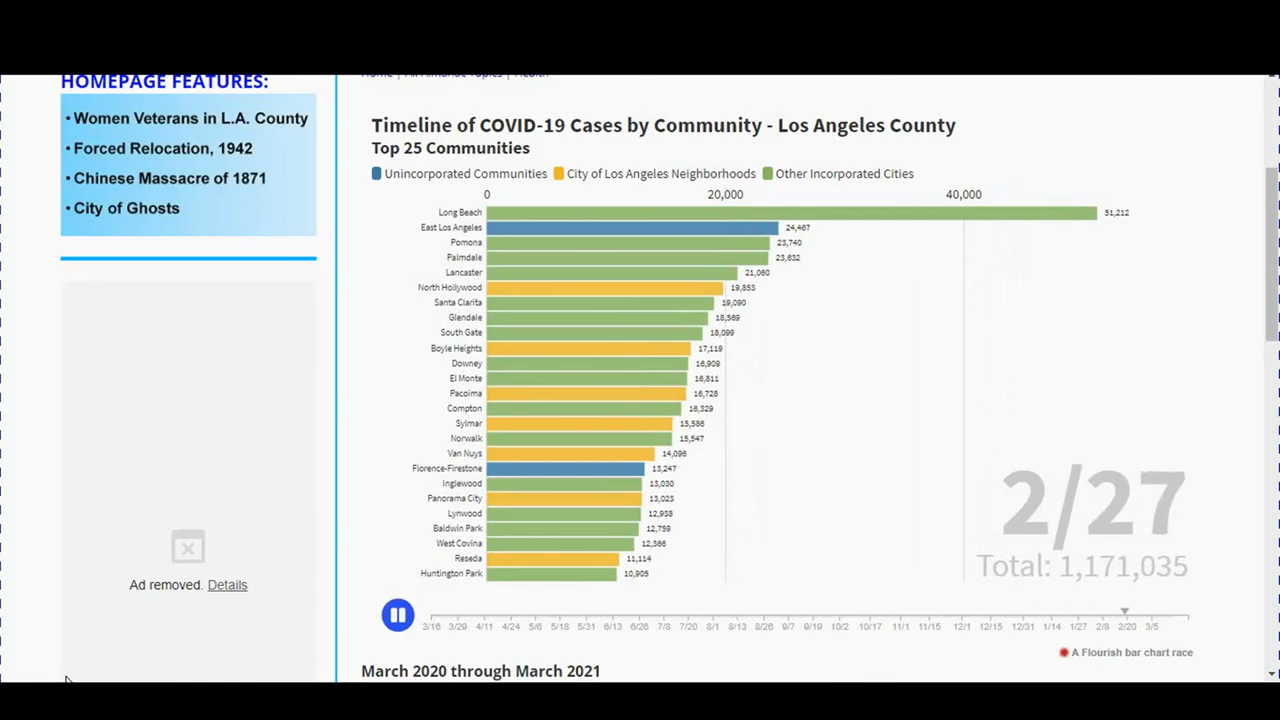 HOMEPAGE FEATURES:
• Women Veterans in L.A. County
• Forced Relocation, 1942
• Chinese Massacre of 1871
• City of Ghosts
Ad removed. Details
Timeline of COVID-19 Cases by Community - Los Angeles County
Top 25 Communities
Unincorporated Communities City of Los Angeles Neighborhoods Other Incorporated Cities
0 20,000 40,000
Long Beach 51,212
East Los Angeles 24,467
Pomona 23,740
Palmdale 23,632
Lancaster 21,060
North Hollywood 19,853
Santa Clarita 19,090
Glendale 18,569
South Gate 18,099
Boyle Heights 17,119
Downey 16,909
El Monte 16,811
Pacoima 16,728
Compton 16,329
Sylmar 15,586
Norwalk 15,547
Van Nuys 14,096
Florence-Firestone 13,247
Inglewood 13,030
Panorama City 13,023
Lynwood 12,938
Baldwin Park 12,759
West Covina 12,366
Reseda 11,114
Huntington Park 10,905
2/27
Total: 1,171,035
3/16 3/29 4/11 4/24 5/6 5/18 5/31 6/13 6/26 7/8 7/20 8/1 8/13 8/26 9/7 9/19 10/2 10/17 11/1 11/15 12/1 12/15 12/31 1/14 1/27 2/8 2/20 3/5
A Flourish bar chart race
March 2020 through March 2021